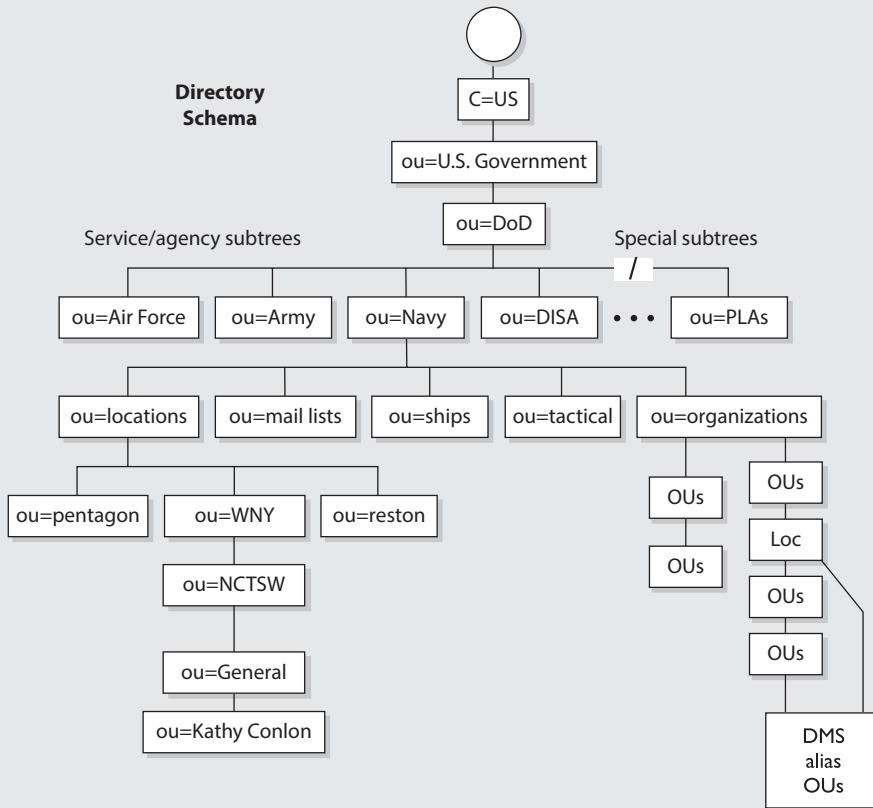 Directory
Schema
C=US
ou=U.S. Government
ou=DoD
Service/agency subtrees
Special subtrees
/
ou=Air Force
ou=Army
ou=Navy
ou=DISA
• • •
ou=PLAs
ou=locations
ou=mail lists
ou=ships
ou=tactical
ou=organizations
ou=pentagon
ou=WNY
ou=reston
OUs
OUs
Loc
ou=NCTSW
OUs
OUs
ou=General
OUs
ou=Kathy Conlon
DMS
alias
OUs